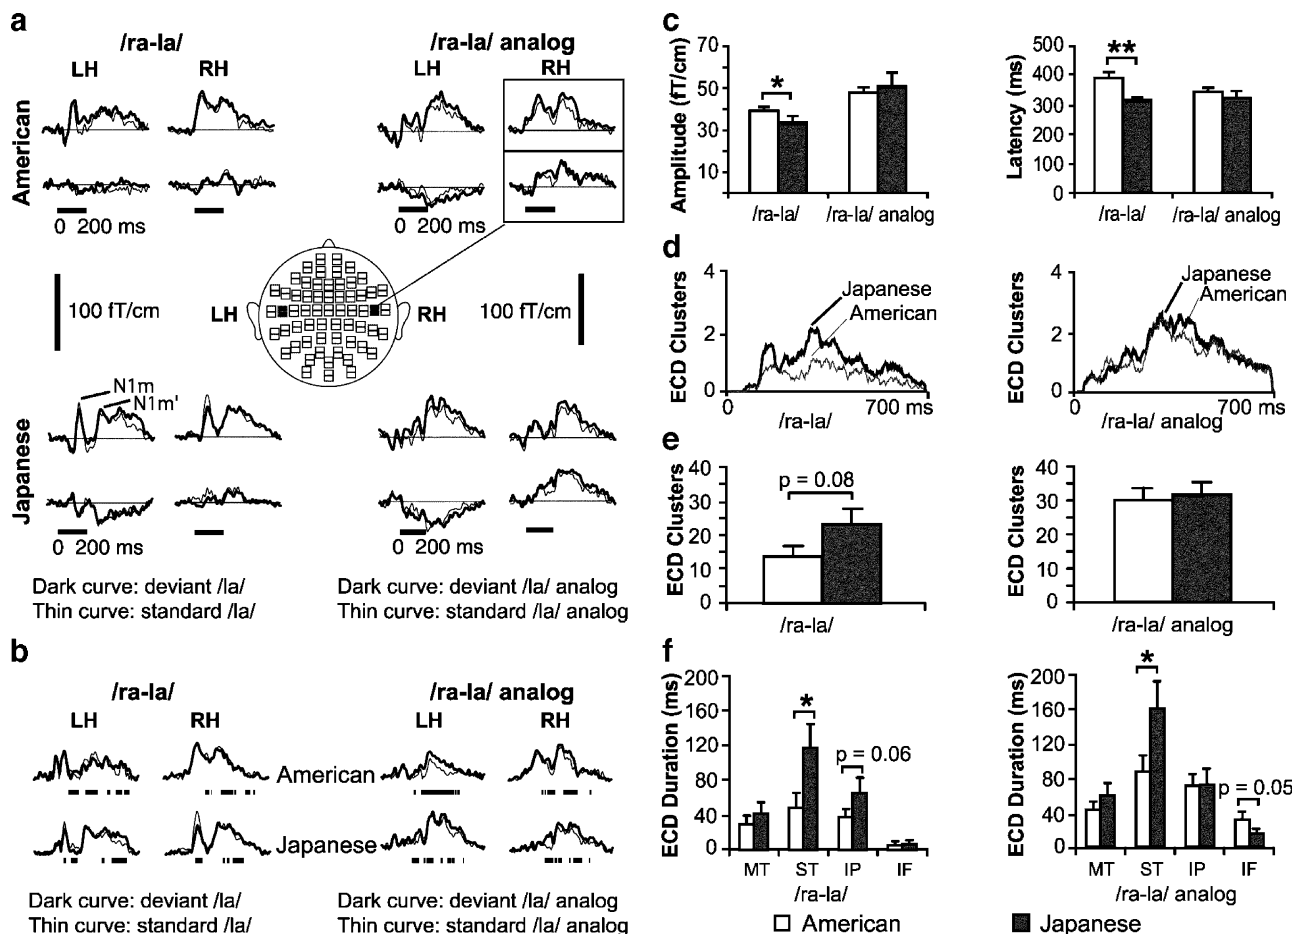 a
/ra-la/
/ra-la/ analog
LH RH
LH RH
American
0 200 ms
0 200 ms
100 fT/cm
LH
RH
100 fT/cm
N1m
N1m'
Japanese
0 200 ms
0 200 ms
Dark curve: deviant /la/
Thin curve: standard /la/
Dark curve: deviant /la/ analog
Thin curve: standard /la/ analog
b
/ra-la/
/ra-la/ analog
LH RH
LH RH
American
Japanese
Dark curve: deviant /la/
Thin curve: standard /la/
Dark curve: deviant /la/ analog
Thin curve: standard /la/ analog
c
Amplitude (fT/cm)
70
50
30
10
*
/ra-la/ /ra-la/ analog
Latency (ms)
500
400
300
200
100
0
**
/ra-la/ /ra-la/ analog
d
ECD Clusters
4
2
0
Japanese
American
0 700 ms
/ra-la/
ECD Clusters
4
2
0
Japanese
American
0 700 ms
/ra-la/ analog
e
ECD Clusters
40
30
20
10
0
p = 0.08
/ra-la/
ECD Clusters
40
30
20
10
0
/ra-la/ analog
f
ECD Duration (ms)
200
160
120
80
40
0
*
p = 0.06
MT ST IP IF
/ra-la/
ECD Duration (ms)
200
160
120
80
40
0
*
p = 0.05
MT ST IP IF
/ra-la/ analog
American Japanese